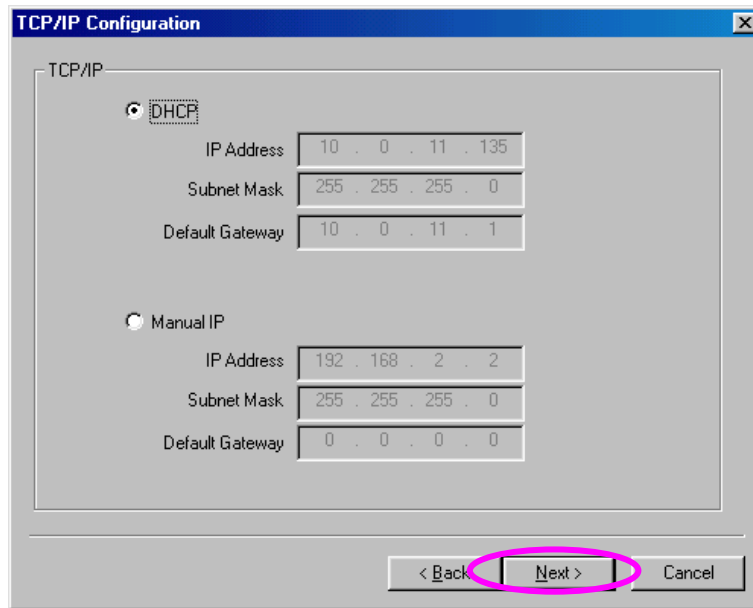 TCP/IP Configuration
TCP/IP
DHCP
IP Address 10 . 0 . 11 . 135
Subnet Mask 255 . 255 . 255 . 0
Default Gateway 10 . 0 . 11 . 1
Manual IP
IP Address 192 . 168 . 2 . 2
Subnet Mask 255 . 255 . 255 . 0
Default Gateway 0 . 0 . 0 . 0
< Back Next > Cancel